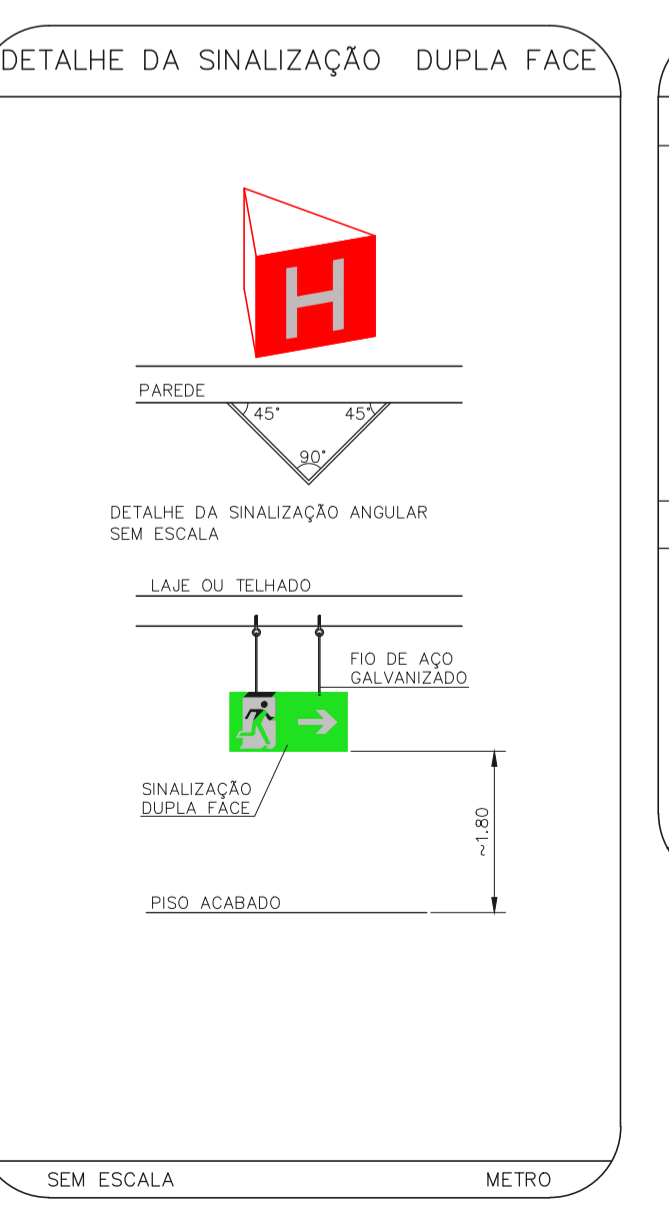 DETALHE DA SINALIZAÇÃO DUPLA FACE
H
PAREDE
45°
45°
90°
DETALHE DA SINALIZAÇÃO ANGULAR
SEM ESCALA
LAJE OU TELHADO
FIO DE AÇO
GALVANIZADO
SINALIZAÇÃO
DUPLA FACE
~1.80
PISO ACABADO
SEM ESCALA
METRO